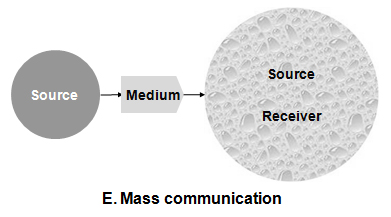 Source
Medium
Source
Receiver
E. Mass communication